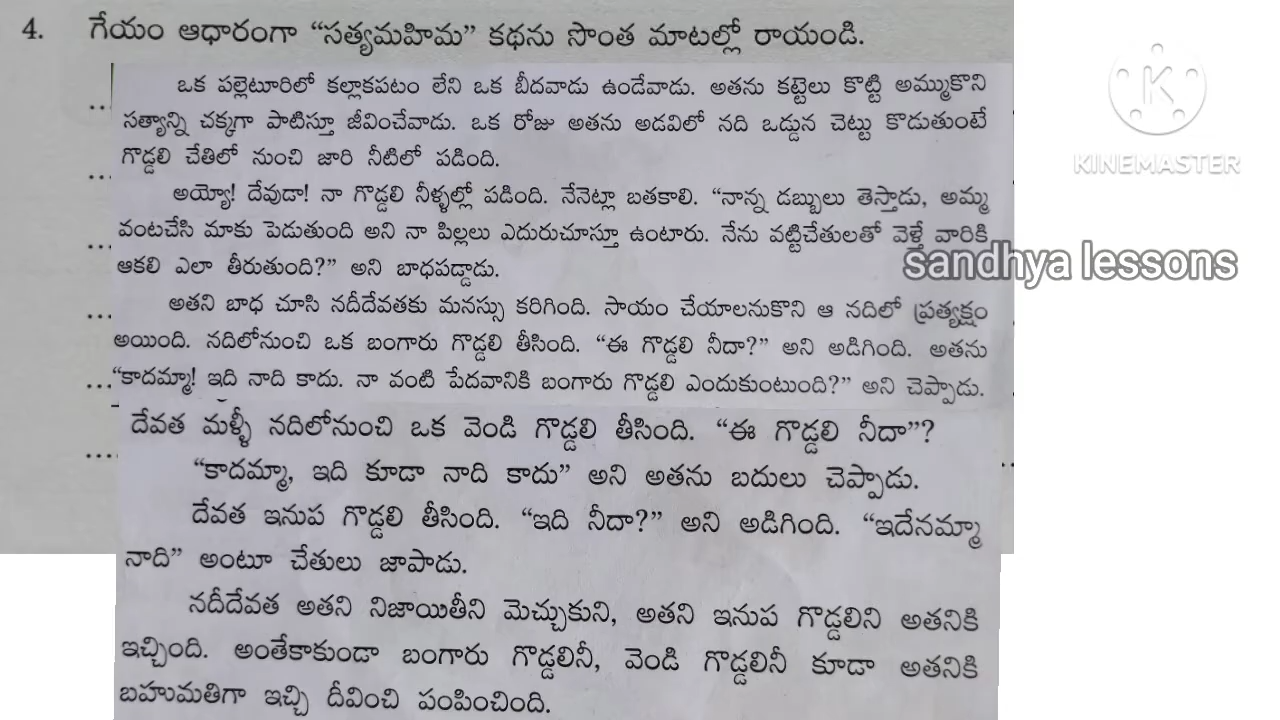 4. గేయం ఆధారంగా “సత్యమహిమ” కథను సొంత మాటల్లో రాయండి.
ఒక పల్లెటూరిలో కల్లాకపటం లేని ఒక బీదవాడు ఉండేవాడు. అతను కట్టెలు కొట్టి అమ్ముకొని
సత్యాన్ని చక్కగా పాటిస్తూ జీవించేవాడు. ఒక రోజు అతను అడవిలో నది ఒడ్డున చెట్టు కొడుతుంటే
గొడ్డలి చేతిలో నుంచి జారి నీటిలో పడింది.
అయ్యో! దేవుడా! నా గొడ్డలి నీళ్ళల్లో పడింది. నేనెట్లా బతకాలి. “నాన్న డబ్బులు తెస్తాడు, అమ్మ
వంటచేసి మాకు పెడుతుంది అని నా పిల్లలు ఎదురుచూస్తూ ఉంటారు. నేను వట్టిచేతులతో వెళ్తే వారికి
ఆకలి ఎలా తీరుతుంది?” అని బాధపడ్డాడు.
అతని బాధ చూసి నదీదేవతకు మనస్సు కరిగింది. సాయం చేయాలనుకొని ఆ నదిలో ప్రత్యక్షం
అయింది. నదిలోనుంచి ఒక బంగారు గొడ్డలి తీసింది. “ఈ గొడ్డలి నీదా?” అని అడిగింది. అతను
“కాదమ్మా! ఇది నాది కాదు. నా వంటి పేదవానికి బంగారు గొడ్డలి ఎందుకుంటుంది?” అని చెప్పాడు.
దేవత మళ్ళీ నదిలోనుంచి ఒక వెండి గొడ్డలి తీసింది. “ఈ గొడ్డలి నీదా”?
“కాదమ్మా, ఇది కూడా నాది కాదు” అని అతను బదులు చెప్పాడు.
దేవత ఇనుప గొడ్డలి తీసింది. “ఇది నీదా?” అని అడిగింది. “ఇదేనమ్మా
నాది” అంటూ చేతులు జాపాడు.
నదీదేవత అతని నిజాయితీని మెచ్చుకుని, అతని ఇనుప గొడ్డలిని అతనికి
ఇచ్చింది. అంతేకాకుండా బంగారు గొడ్డలినీ, వెండి గొడ్డలినీ కూడా అతనికి
బహుమతిగా ఇచ్చి దీవించి పంపించింది.
K
KINEMASTER
sandhya lessons